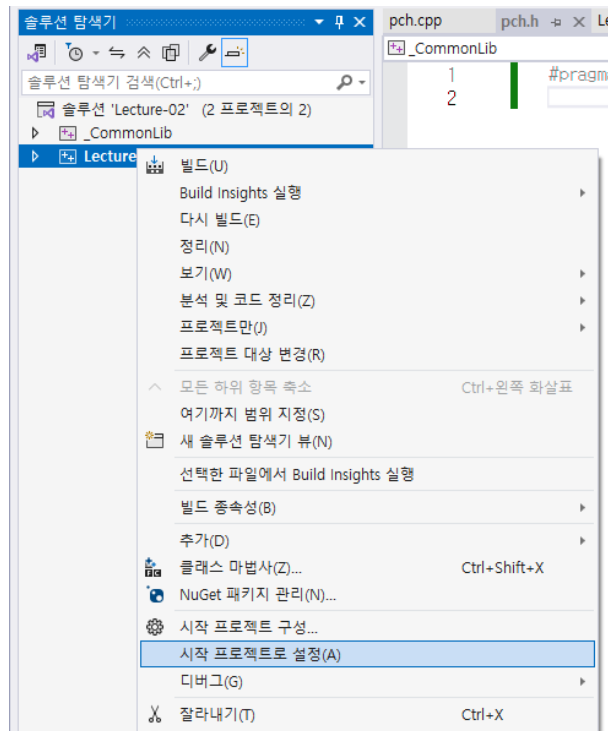 솔루션 탐색기
pch.cpp
pch.h
솔루션 탐색기 검색(Ctrl+;)
_CommonLib
1 #pragm
2
솔루션 'Lecture-02' (2 프로젝트의 2)
_CommonLib
Lecture
빌드(U)
Build Insights 실행
다시 빌드(E)
정리(N)
보기(W)
분석 및 코드 정리(Z)
프로젝트만(J)
프로젝트 대상 변경(R)
모든 하위 항목 축소 Ctrl+왼쪽 화살표
여기까지 범위 지정(S)
새 솔루션 탐색기 뷰(N)
선택한 파일에서 Build Insights 실행
빌드 종속성(B)
추가(D)
클래스 마법사(Z)... Ctrl+Shift+X
NuGet 패키지 관리(N)...
시작 프로젝트 구성...
시작 프로젝트로 설정(A)
디버그(G)
잘라내기(T) Ctrl+X